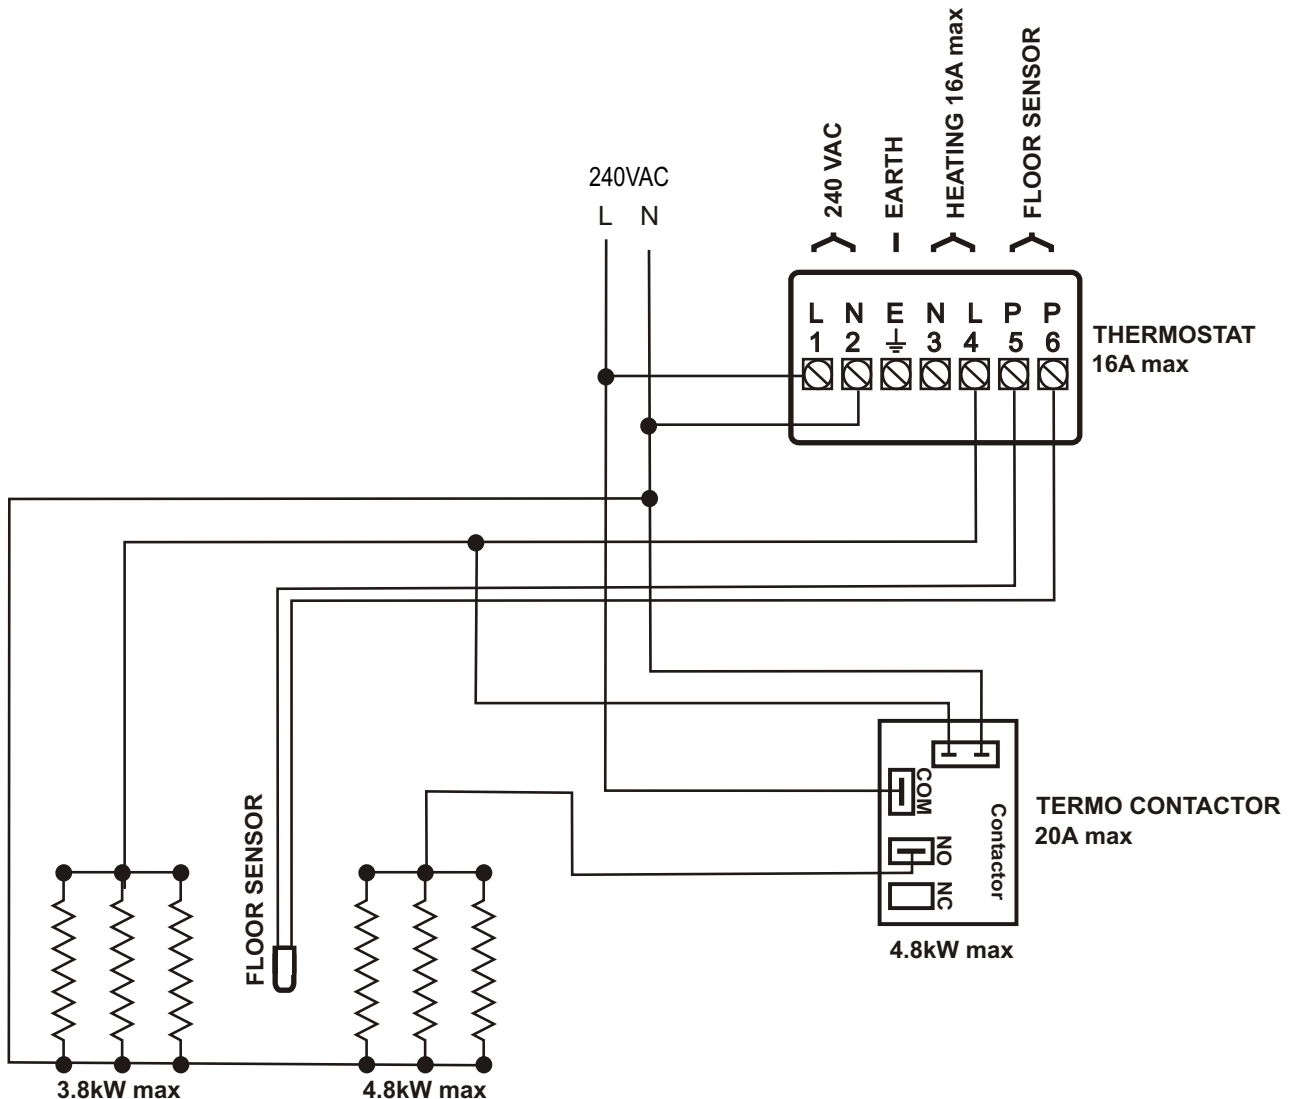 240 VAC
EARTH
HEATING 16A max
FLOOR SENSOR
240VAC
L N
L N E N L P P
1 2 3 4 5 6
THERMOSTAT
16A max
COM
NO
NC
Contactor
TERMO CONTACTOR
20A max
4.8kW max
FLOOR SENSOR
3.8kW max
4.8kW max